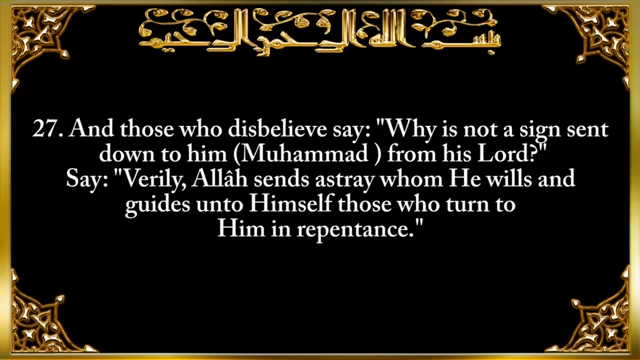 بسم الله الرحمن الرحيم
27. And those who disbelieve say: "Why is not a sign sent
down to him (Muhammad ) from his Lord?"
Say: "Verily, Allâh sends astray whom He wills and
guides unto Himself those who turn to
Him in repentance."